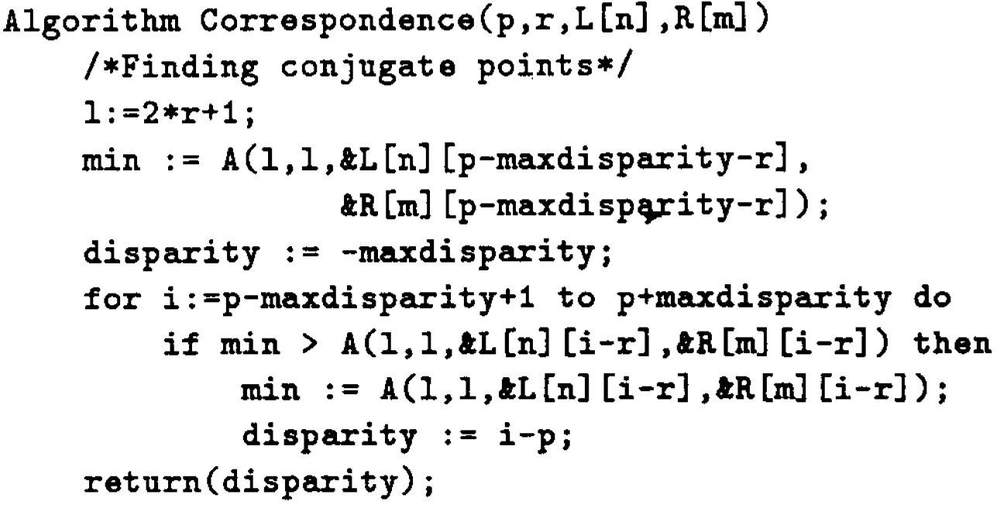 Algorithm Correspondence(p,r,L[n],R[m])
/*Finding conjugate points*/
l:=2*r+1;
min := A(l,l,&L[n][p-maxdisparity-r],
&R[m][p-maxdisparity-r]);
disparity := -maxdisparity;
for i:=p-maxdisparity+1 to p+maxdisparity do
if min > A(l,l,&L[n][i-r],&R[m][i-r]) then
min := A(l,l,&L[n][i-r],&R[m][i-r]);
disparity := i-p;
return(disparity);